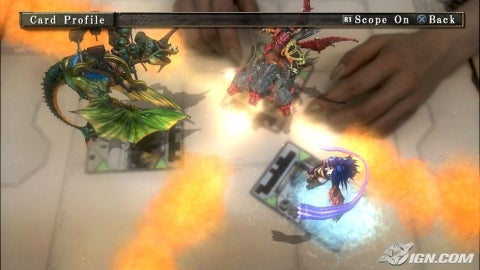 Card Profile
R1 Scope On ⓧ Back
IGN.COM